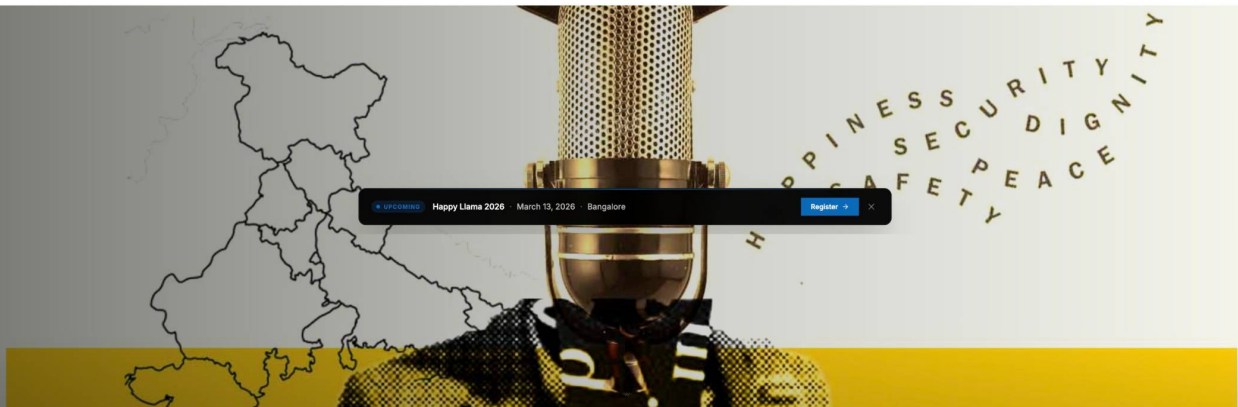 HAPPINESS
SECURITY
DIGNITY
SAFETY
PEACE
UPCOMING Happy Llama 2026 · March 13, 2026 · Bangalore Register →